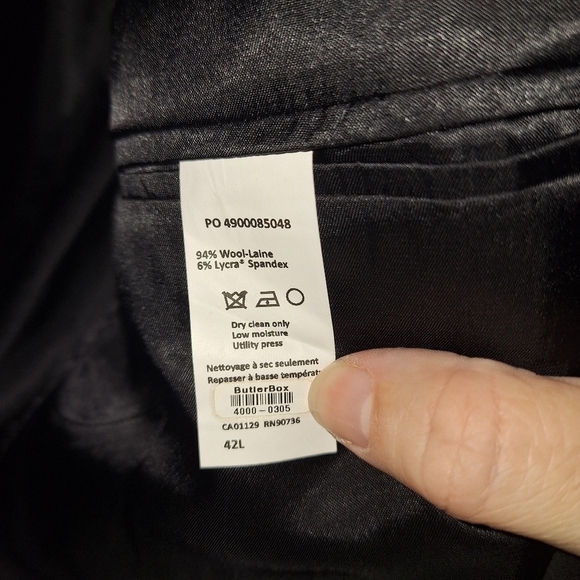 PO 4900085048
94% Wool-Laine
6% Lycra® Spandex
Dry clean only
Low moisture
Utility press
Nettoyage à sec seulement
Repasser à basse
ButlerBox
4000-0305
CA01129 RN90736
42L